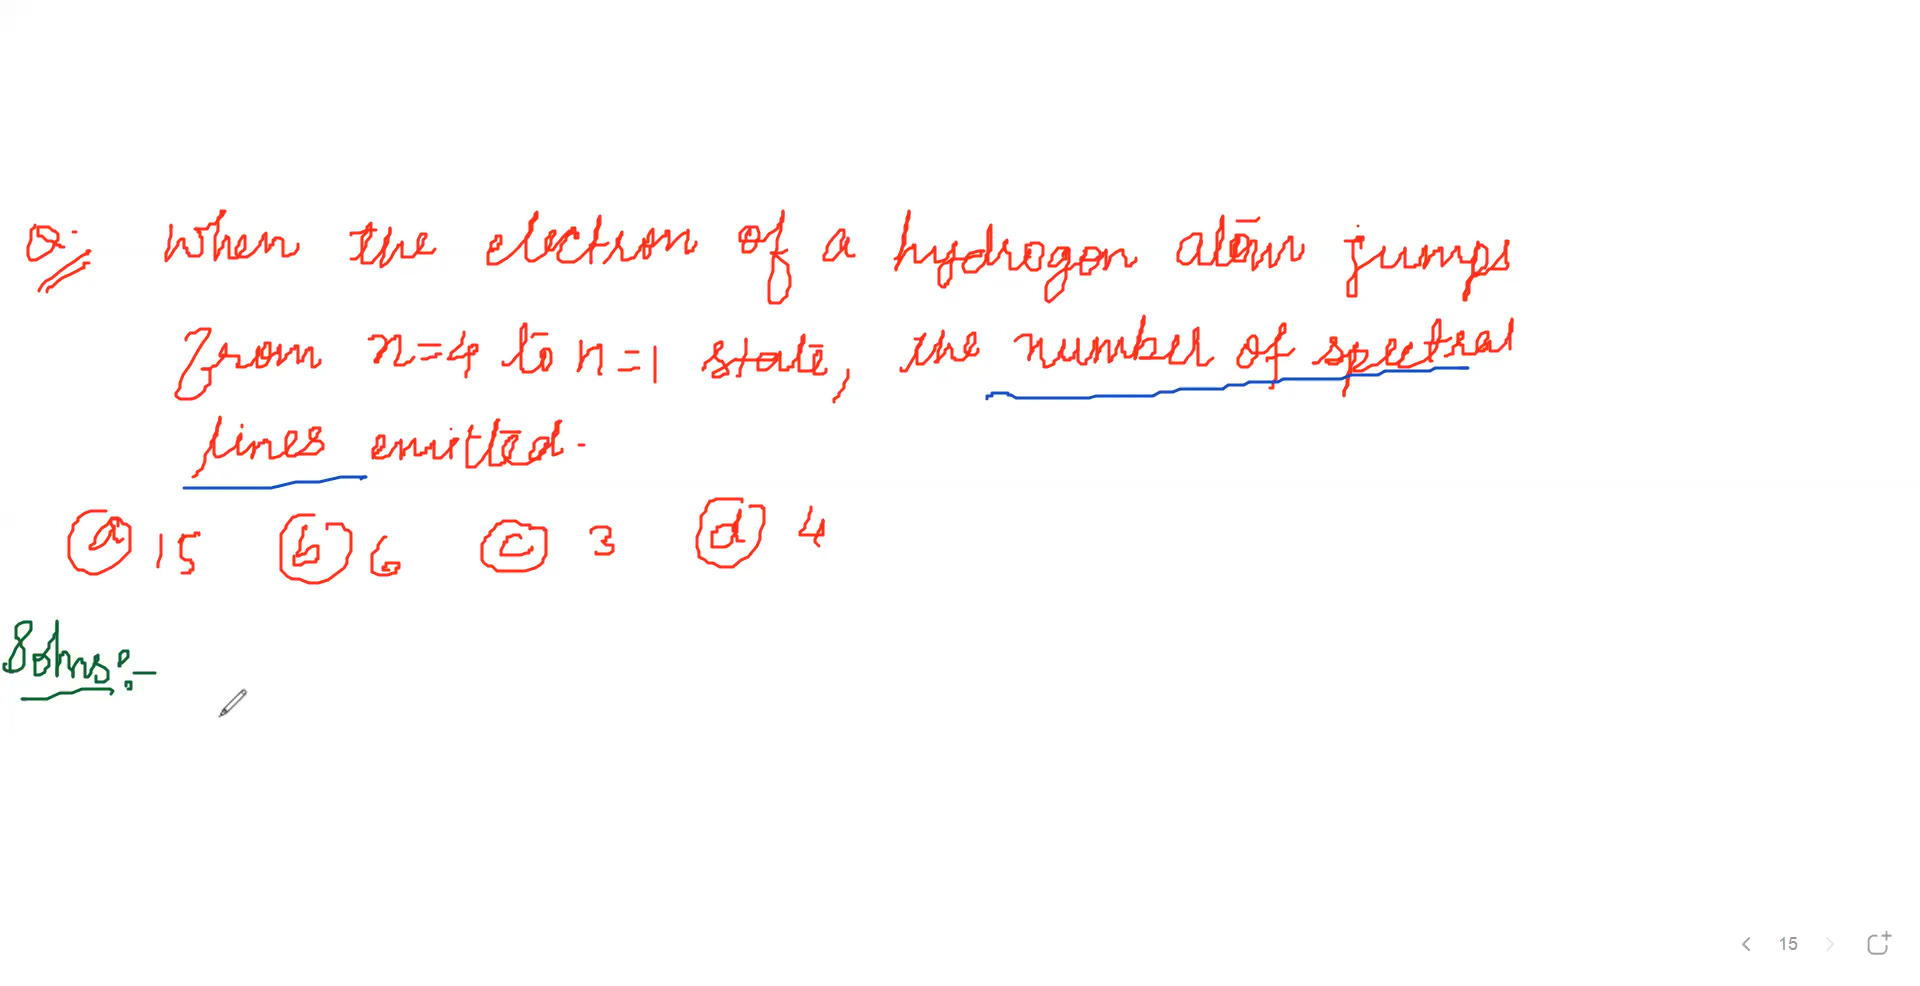 Q. When the electron of a hydrogen atom jumps
from n=4 to n=1 state, the number of spectral
lines emitted.
(a) 15 (b) 6 (c) 3 (d) 4
Solns:-
15